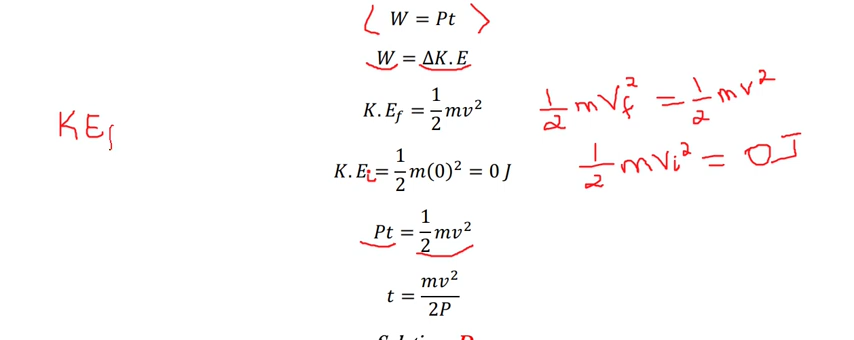 ( W = Pt )
W = ΔK.E
K.E_f = 1/2 mv²
1/2 mV_f² = 1/2 mv²
KE_f
K.E_i = 1/2 m(0)² = 0 J
1/2 mv_i² = 0J
Pt = 1/2 mv²
t = mv²/2P